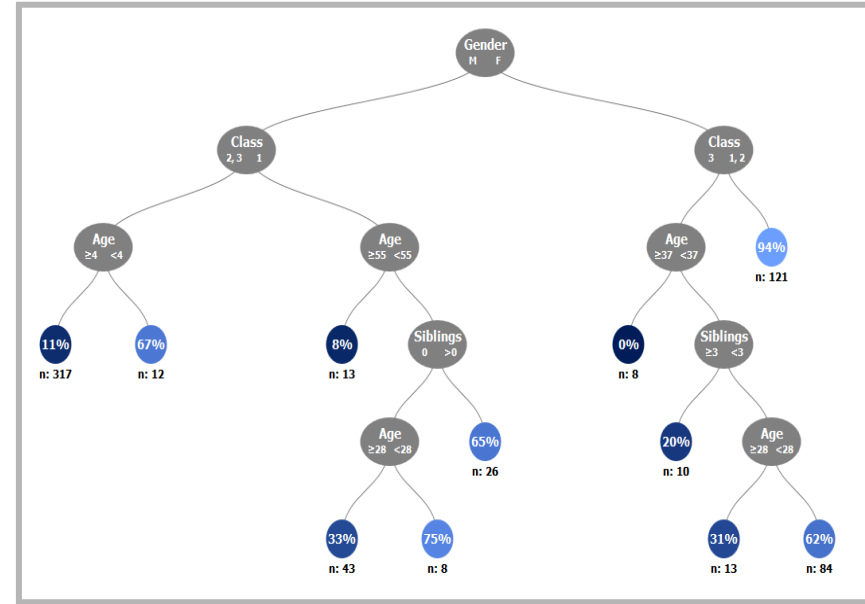 Gender
M F
Class
2, 3 1
Class
3 1, 2
Age
≥4 <4
Age
≥55 <55
Age
≥37 <37
94%
n: 121
11%
n: 317
67%
n: 12
8%
n: 13
Siblings
0 >0
0%
n: 8
Siblings
≥3 <3
Age
≥28 <28
65%
n: 26
20%
n: 10
Age
≥28 <28
33%
n: 43
75%
n: 8
31%
n: 13
62%
n: 84